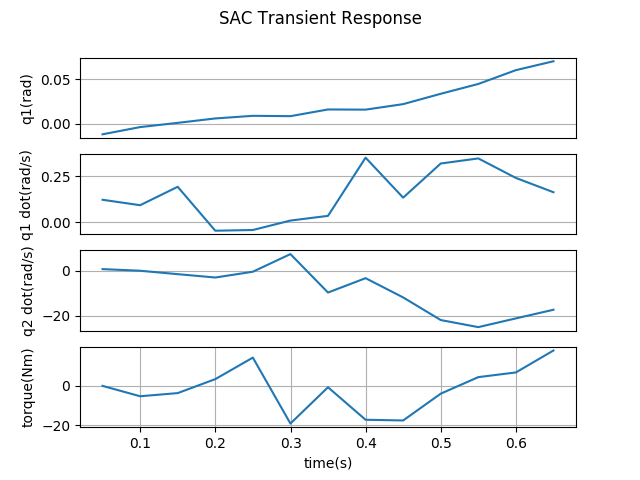 SAC Transient Response
q1(rad)
0.05
0.00
q1 dot(rad/s)
0.25
0.00
q2 dot(rad/s)
0
−20
torque(Nm)
0
−20
0.1 0.2 0.3 0.4 0.5 0.6
time(s)